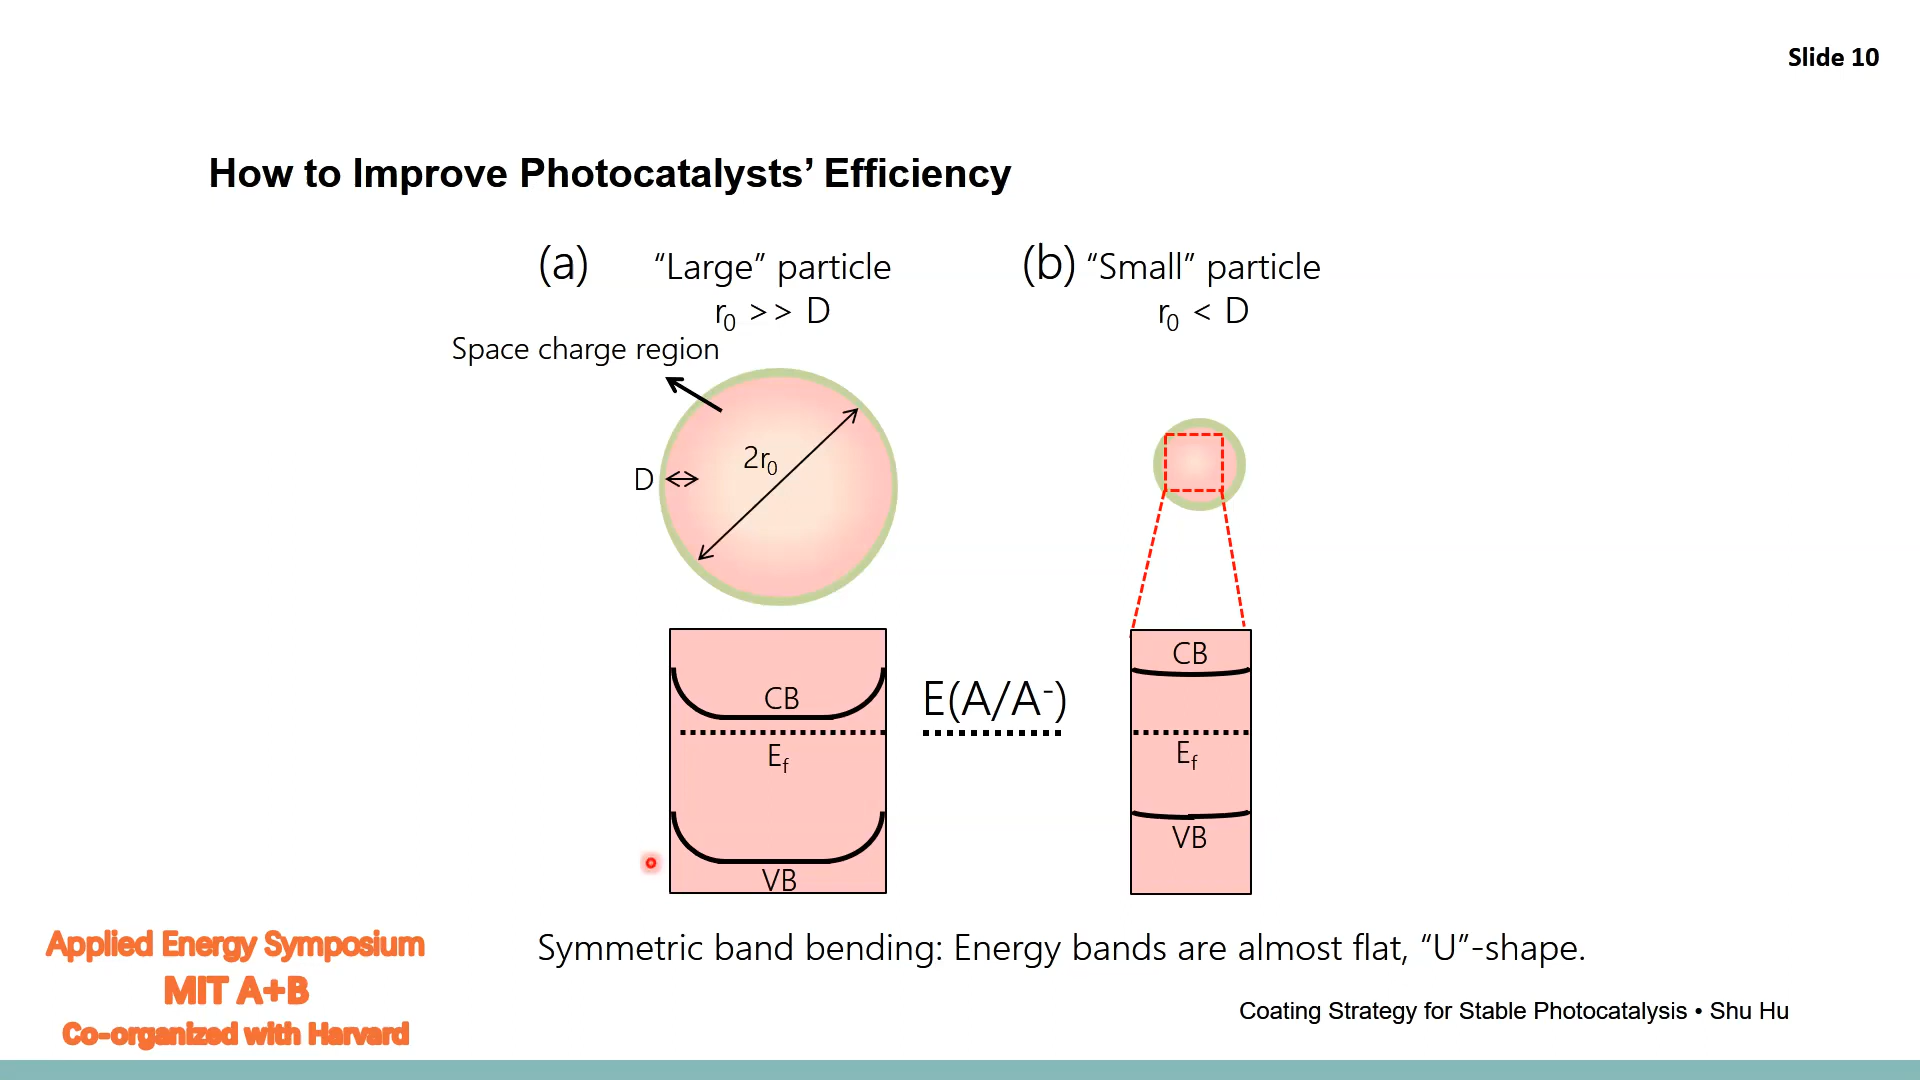 Slide 10
How to Improve Photocatalysts’ Efficiency
(a) “Large” particle
r₀ >> D
(b) “Small” particle
r₀ < D
Space charge region
D
2r₀
CB
E_f
VB
E(A/A⁻)
CB
E_f
VB
Symmetric band bending: Energy bands are almost flat, “U”-shape.
Applied Energy Symposium
MIT A+B
Co-organized with Harvard
Coating Strategy for Stable Photocatalysis • Shu Hu